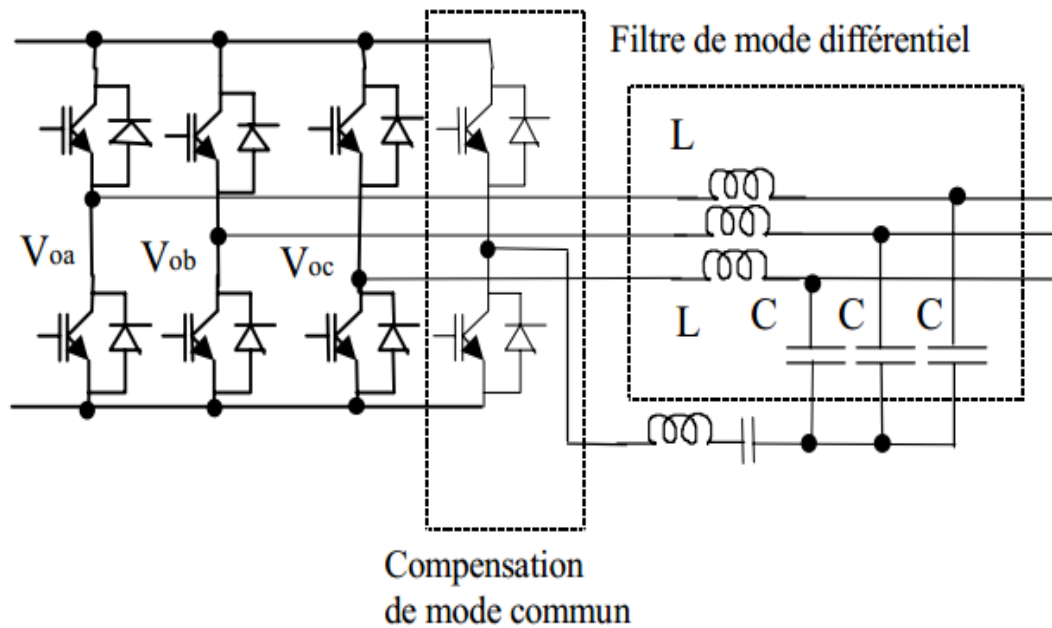 Filtre de mode différentiel
L
Voa
Vob
Voc
L
C
C
C
Compensation
de mode commun